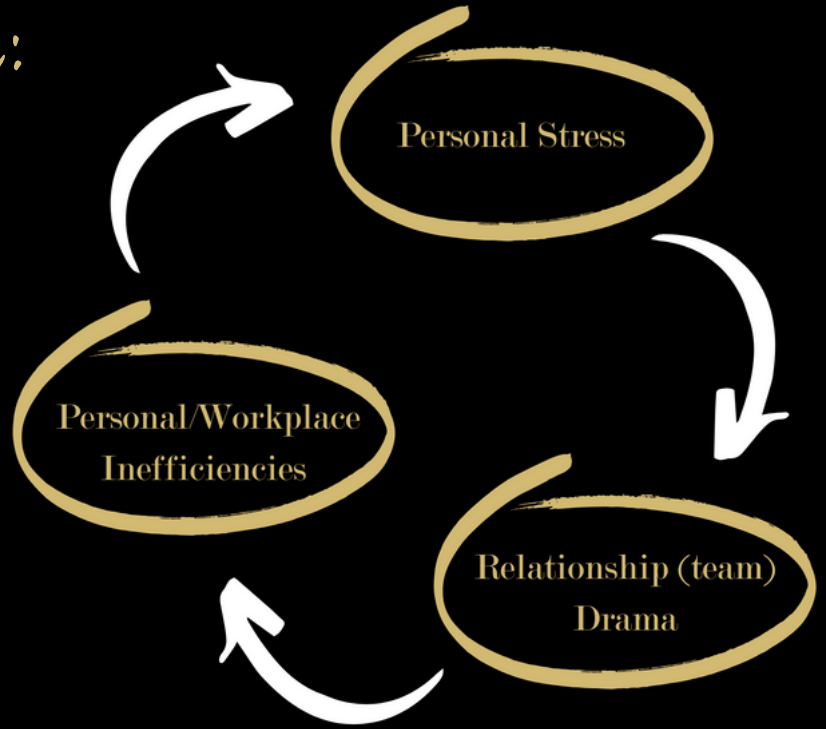 Personal Stress
Personal/Workplace
Inefficiencies
Relationship (team)
Drama